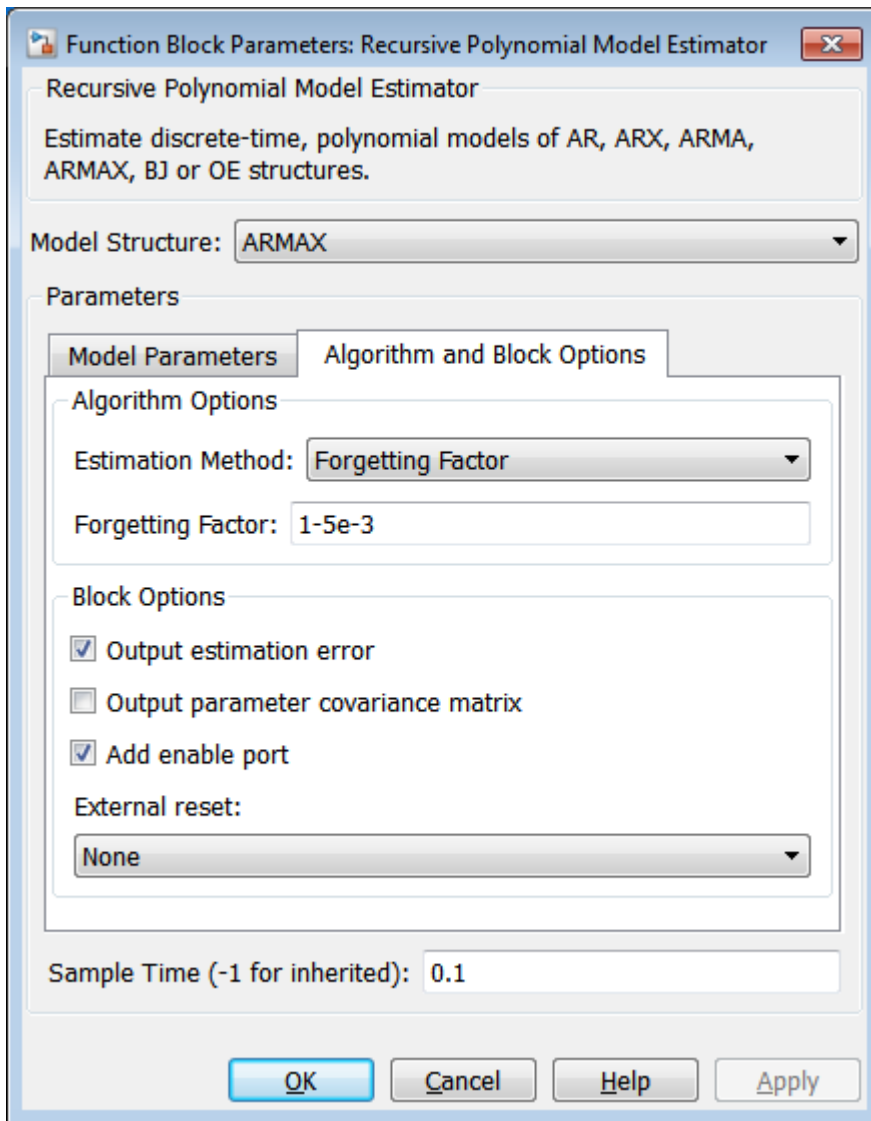 Function Block Parameters: Recursive Polynomial Model Estimator
Recursive Polynomial Model Estimator
Estimate discrete-time, polynomial models of AR, ARX, ARMA,
ARMAX, BJ or OE structures.
Model Structure: ARMAX
Parameters
Model Parameters Algorithm and Block Options
Algorithm Options
Estimation Method: Forgetting Factor
Forgetting Factor: 1-5e-3
Block Options
Output estimation error
Output parameter covariance matrix
Add enable port
External reset:
None
Sample Time (-1 for inherited): 0.1
OK Cancel Help Apply